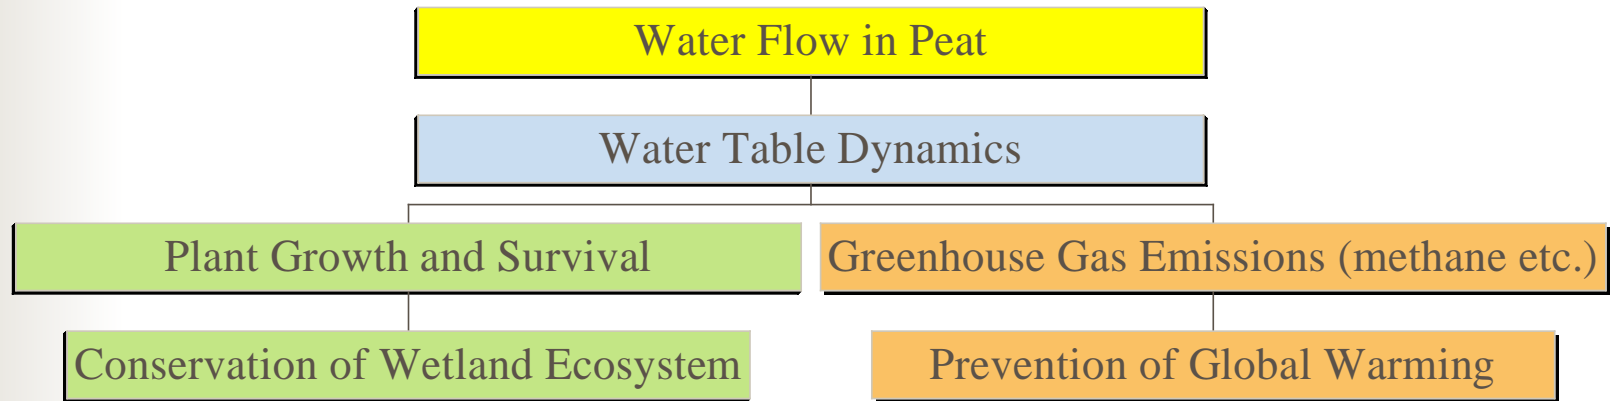 Water Flow in Peat
Water Table Dynamics
Plant Growth and Survival
Greenhouse Gas Emissions (methane etc.)
Conservation of Wetland Ecosystem
Prevention of Global Warming